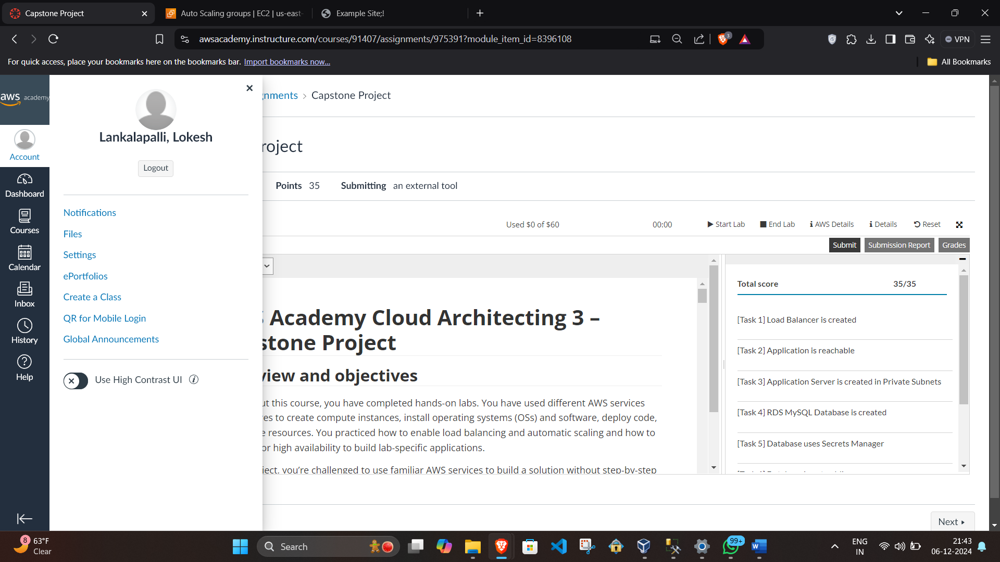 Capstone Project
Auto Scaling groups | EC2 | us-east-
Example Site;!
awsacademy.instructure.com/courses/91407/assignments/975391?module_item_id=8396108
3
VPN
For quick access, place your bookmarks here on the bookmarks bar. Import bookmarks now...
All Bookmarks
aws academy
Account
Dashboard
Courses
Calendar
Inbox
History
Help
Lankalapalli, Lokesh
Logout
Notifications
Files
Settings
ePortfolios
Create a Class
QR for Mobile Login
Global Announcements
Use High Contrast UI
gnments > Capstone Project
roject
Points 35 Submitting an external tool
Used $0 of $60 00:00 Start Lab End Lab AWS Details Details Reset
Submit Submission Report Grades
Academy Cloud Architecting 3 –
stone Project
view and objectives
ut this course, you have completed hands-on labs. You have used different AWS services
res to create compute instances, install operating systems (OSs) and software, deploy code,
e resources. You practiced how to enable load balancing and automatic scaling and how to
or high availability to build lab-specific applications.
ject, you’re challenged to use familiar AWS services to build a solution without step-by-step
Total score 35/35
[Task 1] Load Balancer is created
[Task 2] Application is reachable
[Task 3] Application Server is created in Private Subnets
[Task 4] RDS MySQL Database is created
[Task 5] Database uses Secrets Manager
Next
8
63°F
Clear
Search
99+
ENG
IN
21:43
06-12-2024